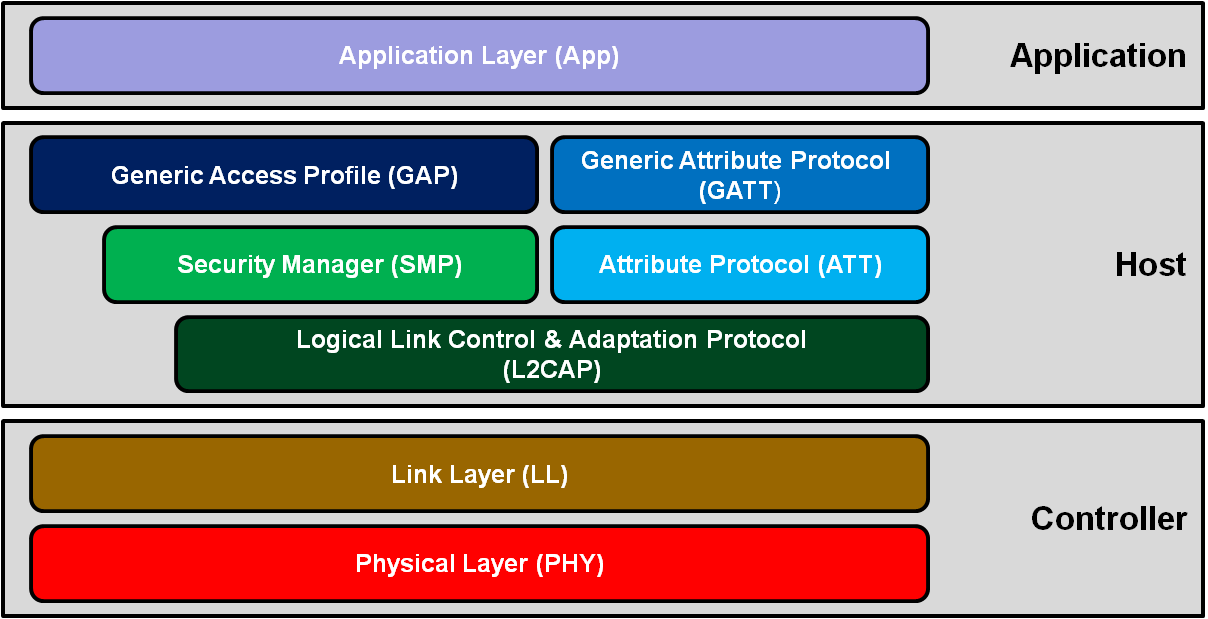 Application Layer (App)
Application
Generic Access Profile (GAP)
Generic Attribute Protocol
(GATT)
Security Manager (SMP)
Attribute Protocol (ATT)
Host
Logical Link Control & Adaptation Protocol
(L2CAP)
Link Layer (LL)
Controller
Physical Layer (PHY)